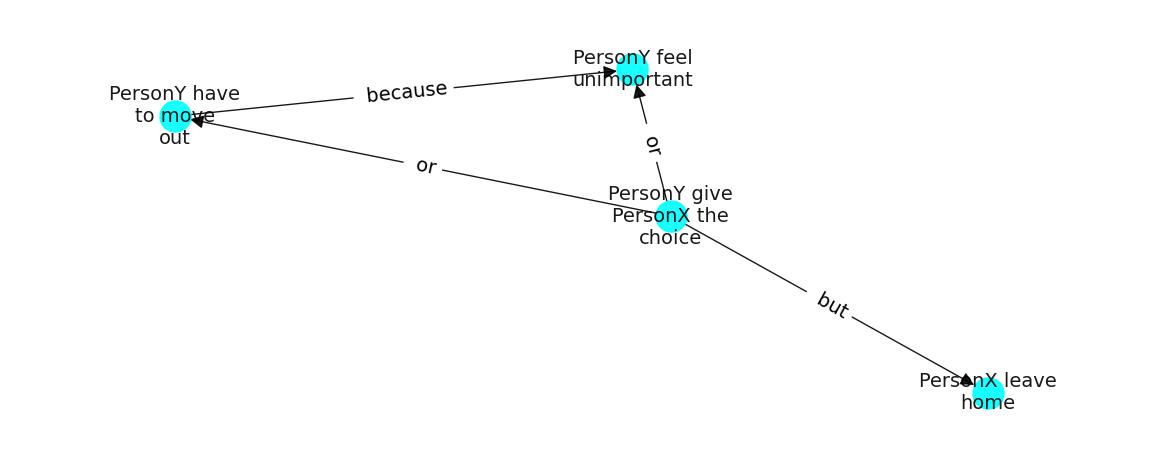 PersonY feel
unimportant
PersonY have
to move
out
because
or
or
PersonY give
PersonX the
choice
but
PersonX leave
home